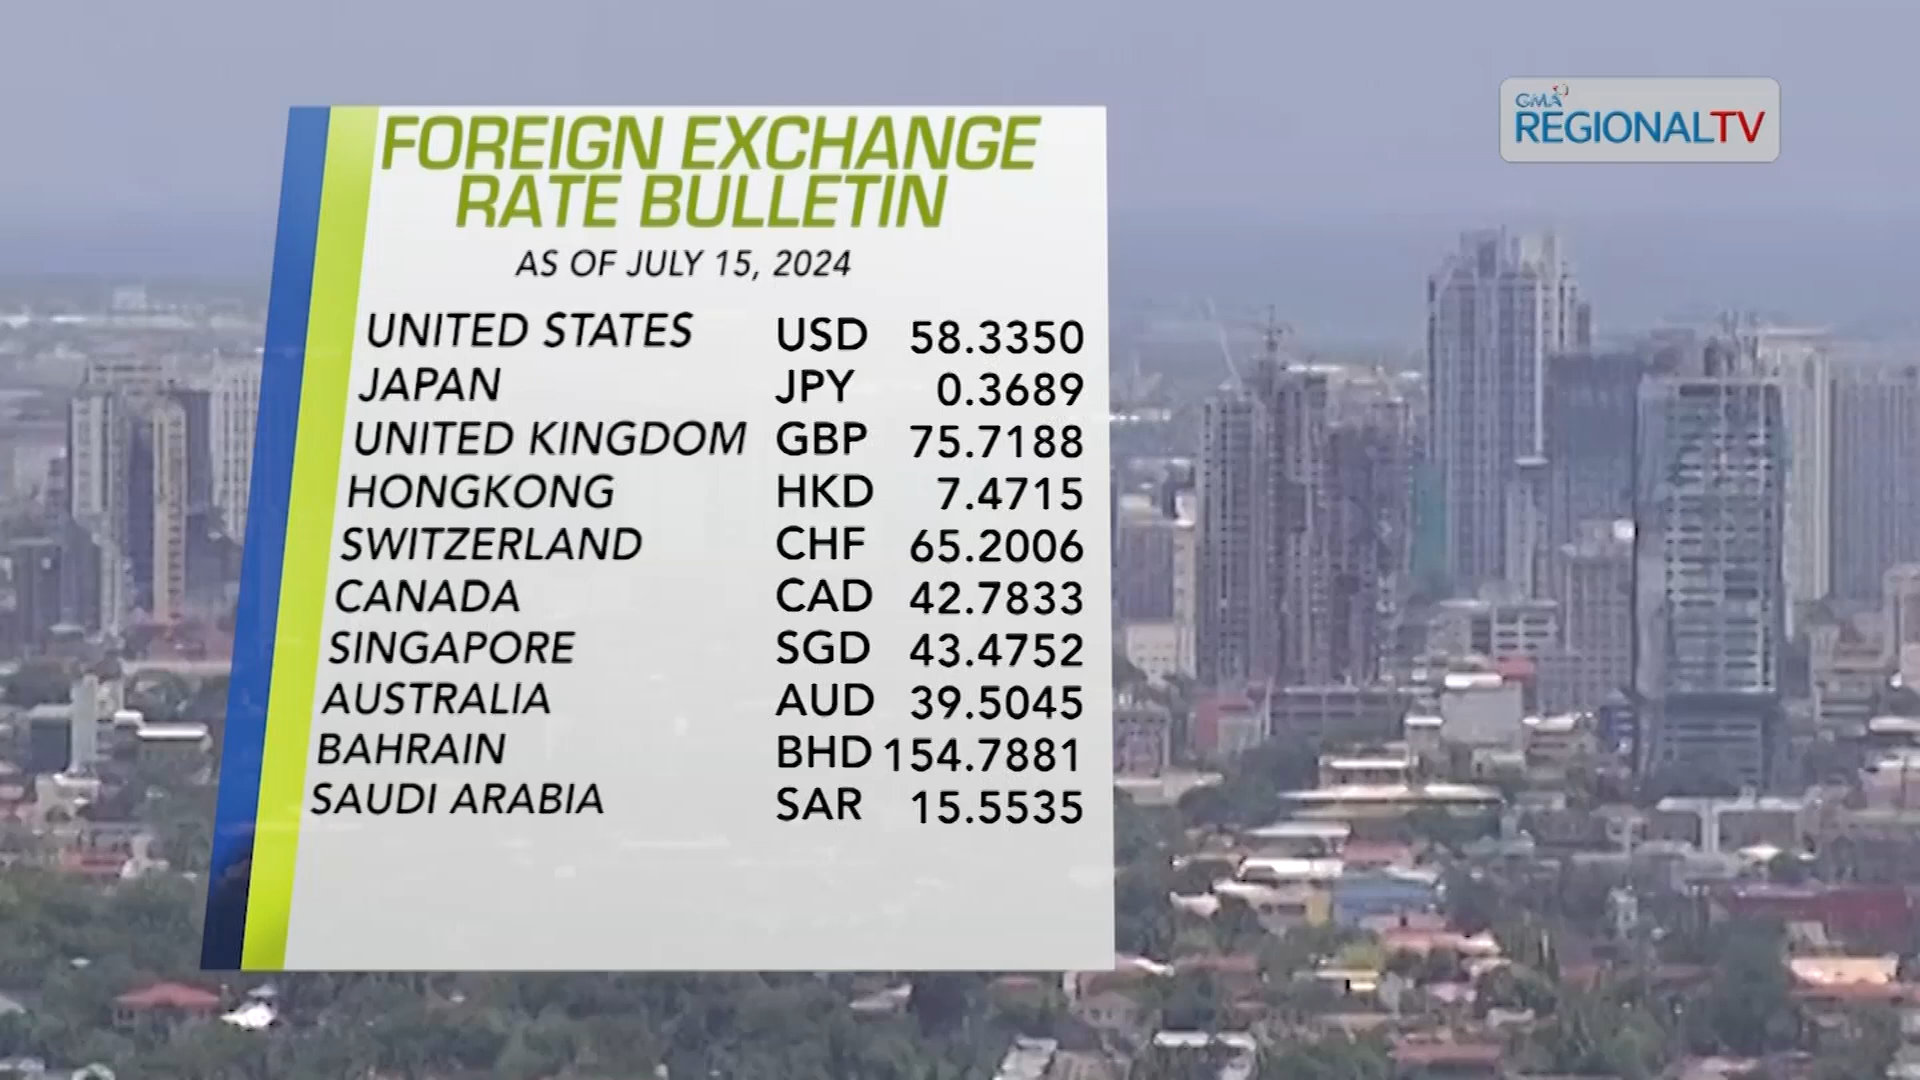 GMA
REGIONALTV
FOREIGN EXCHANGE
RATE BULLETIN
AS OF JULY 15, 2024
UNITED STATES USD 58.3350
JAPAN JPY 0.3689
UNITED KINGDOM GBP 75.7188
HONGKONG HKD 7.4715
SWITZERLAND CHF 65.2006
CANADA CAD 42.7833
SINGAPORE SGD 43.4752
AUSTRALIA AUD 39.5045
BAHRAIN BHD 154.7881
SAUDI ARABIA SAR 15.5535